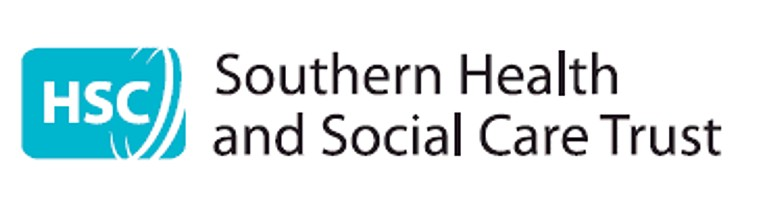 HSC
Southern Health
and Social Care Trust